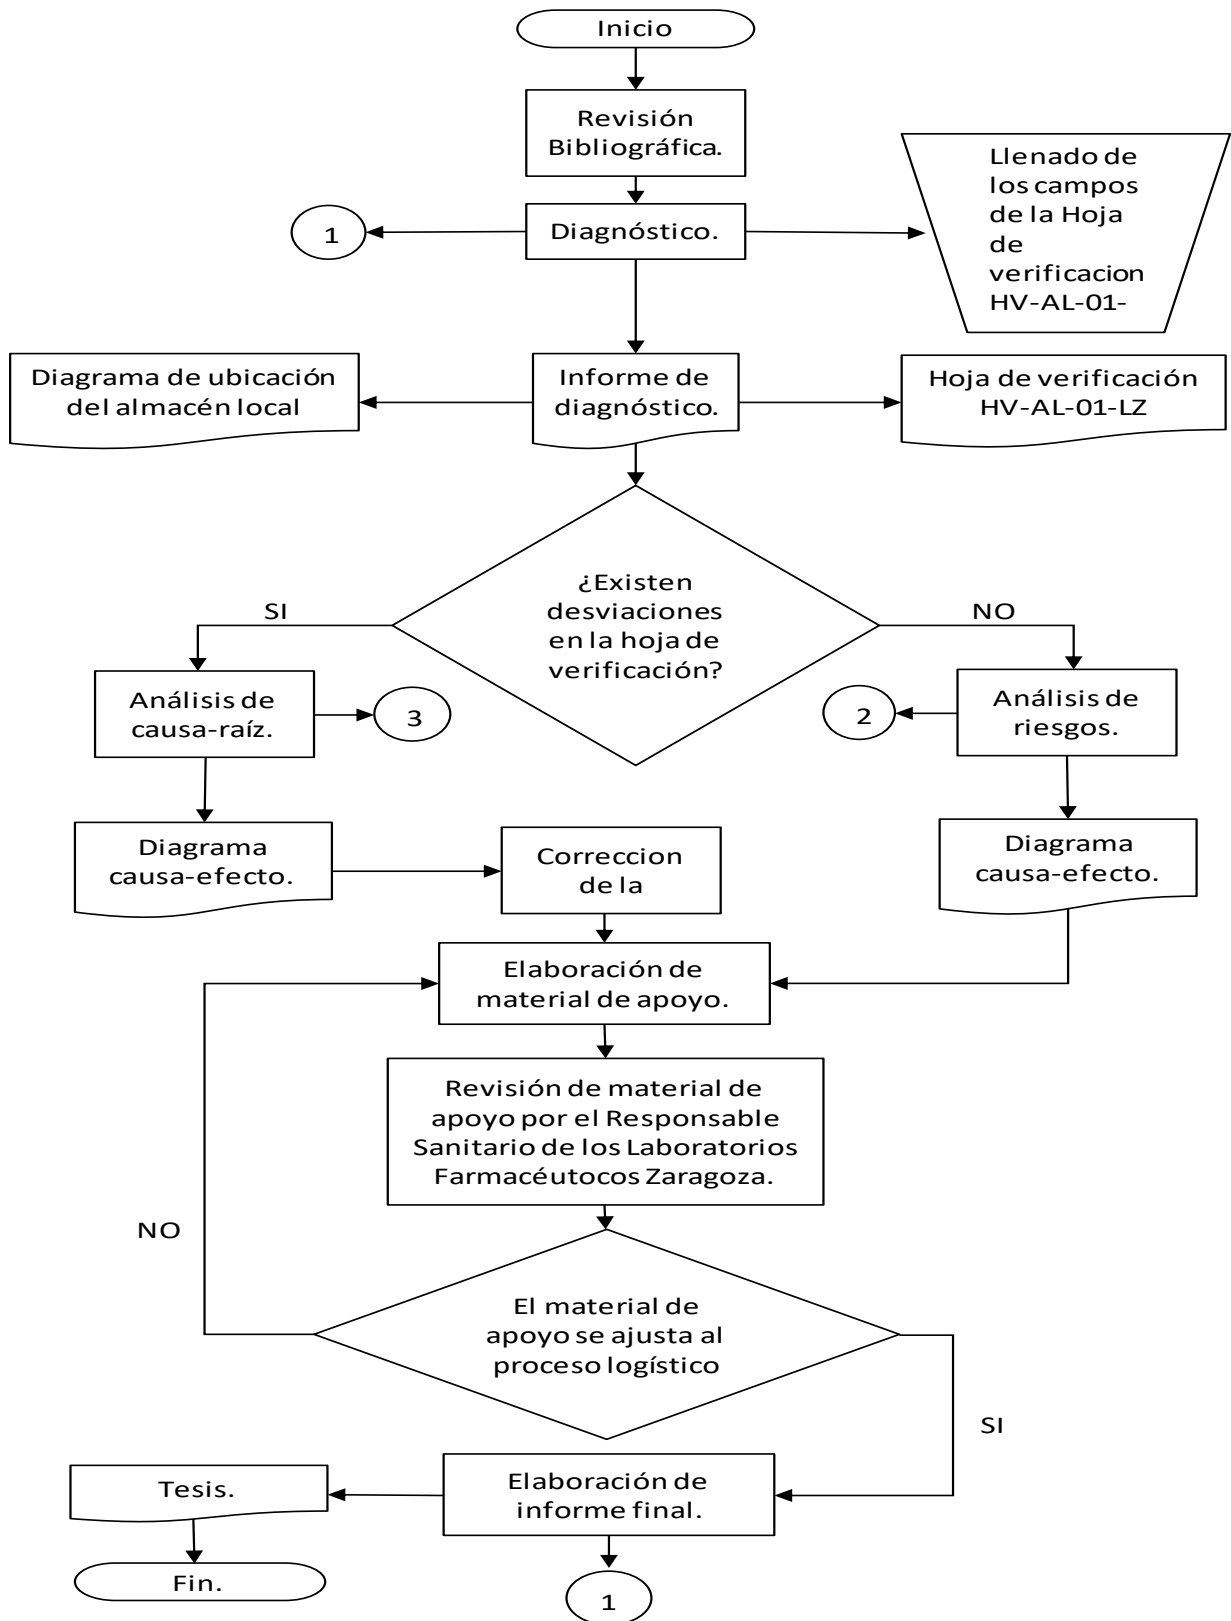 Inicio
Revisión
Bibliográfica.
Llenado de
los campos
de la Hoja
de
verificacion
HV-AL-01-
1
Diagnóstico.
Diagrama de ubicación
del almacén local
Informe de
diagnóstico.
Hoja de verificación
HV-AL-01-LZ
¿Existen
desviaciones
en la hoja de
verificación?
SI
NO
Análisis de
causa-raíz.
3
2
Análisis de
riesgos.
Diagrama
causa-efecto.
Correccion
de la
Diagrama
causa-efecto.
Elaboración de
material de apoyo.
Revisión de material de
apoyo por el Responsable
Sanitario de los Laboratorios
Farmacéutocos Zaragoza.
NO
El material de
apoyo se ajusta al
proceso logístico
SI
Tesis.
Elaboración de
informe final.
Fin.
1